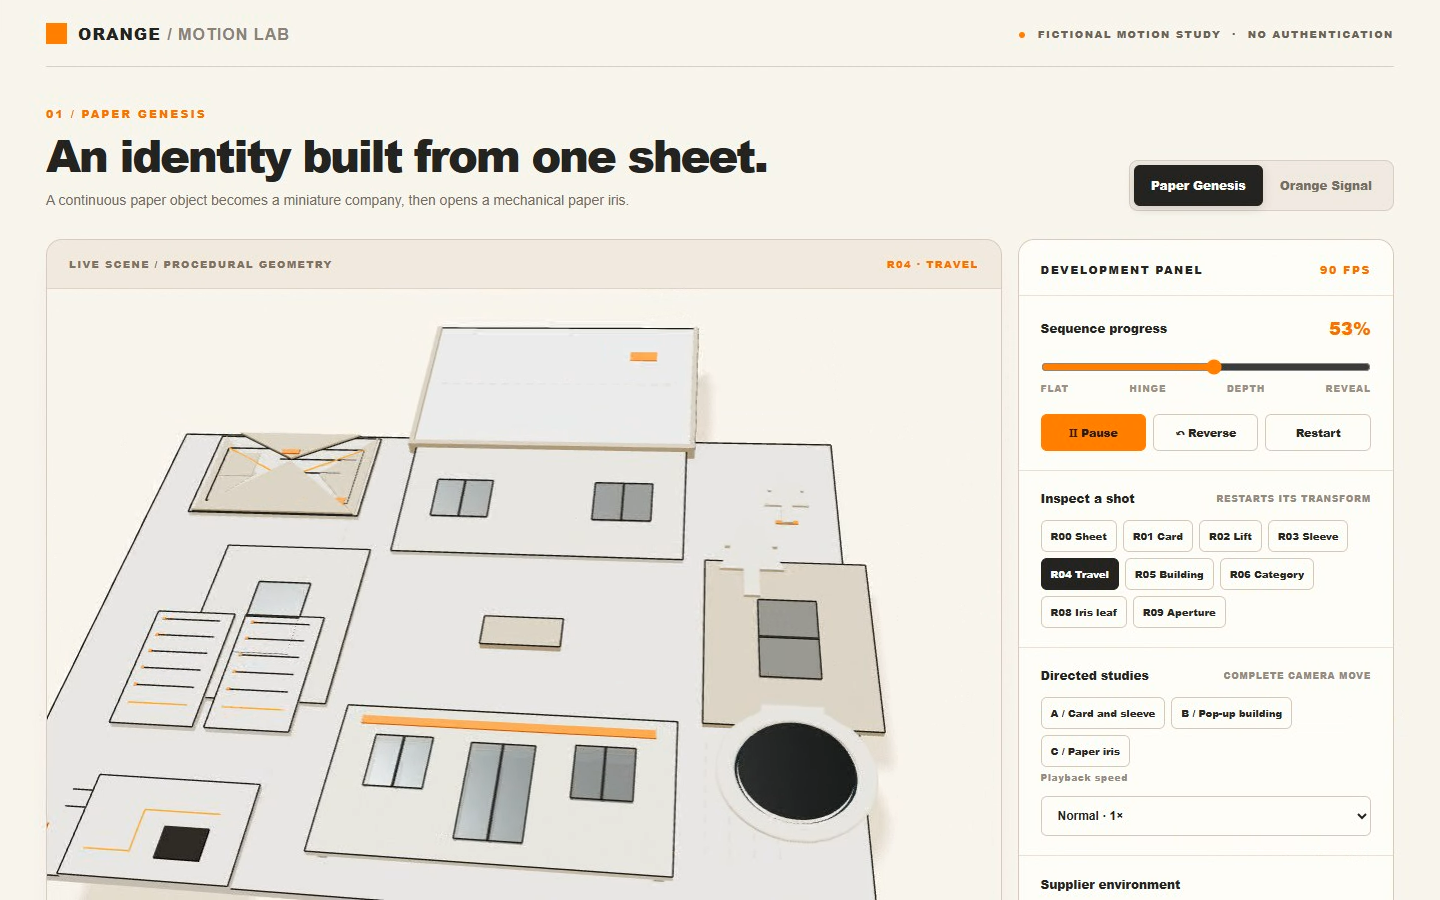 ORANGE / MOTION LAB
FICTIONAL MOTION STUDY · NO AUTHENTICATION
01 / PAPER GENESIS
An identity built from one sheet.
A continuous paper object becomes a miniature company, then opens a mechanical paper iris.
Paper Genesis
Orange Signal
LIVE SCENE / PROCEDURAL GEOMETRY
R04 · TRAVEL
DEVELOPMENT PANEL
90 FPS
Sequence progress
53%
FLAT HINGE DEPTH REVEAL
Pause
Reverse
Restart
Inspect a shot
RESTARTS ITS TRANSFORM
R00 Sheet
R01 Card
R02 Lift
R03 Sleeve
R04 Travel
R05 Building
R06 Category
R08 Iris leaf
R09 Aperture
Directed studies
COMPLETE CAMERA MOVE
A / Card and sleeve
B / Pop-up building
C / Paper iris
Playback speed
Normal · 1×
Supplier environment